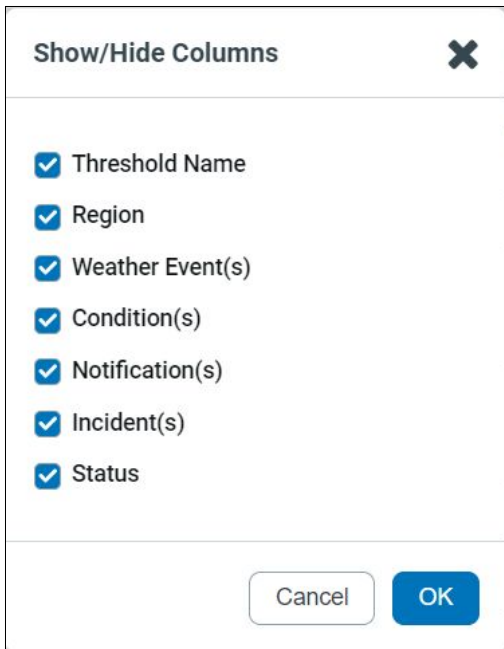 Show/Hide Columns
Threshold Name
Region
Weather Event(s)
Condition(s)
Notification(s)
Incident(s)
Status
Cancel OK